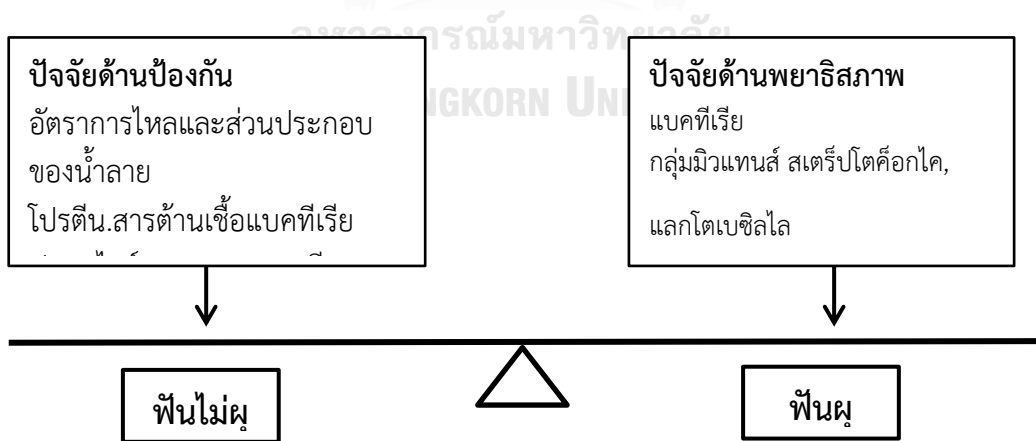 ปัจจัยด้านป้องกัน
อัตราการไหลและส่วนประกอบ
ของน้ำลาย
โปรตีน.สารต้านเชื้อแบคทีเรีย
ปัจจัยด้านพยาธิสภาพ
แบคทีเรีย
กลุ่มมิวแทนส์ สเตร็ปโตค็อกไค,
แลกโตเบซิลไล
ฟันไม่ผุ
ฟันผุ